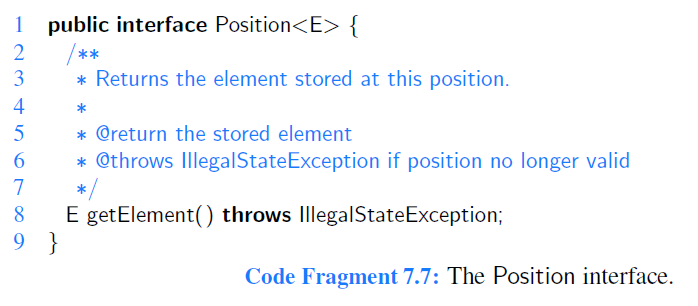 1 public interface Position<E> {
2 /**
3 * Returns the element stored at this position.
4 *
5 * @return the stored element
6 * @throws IllegalStateException if position no longer valid
7 */
8 E getElement() throws IllegalStateException;
9 }
Code Fragment 7.7: The Position interface.